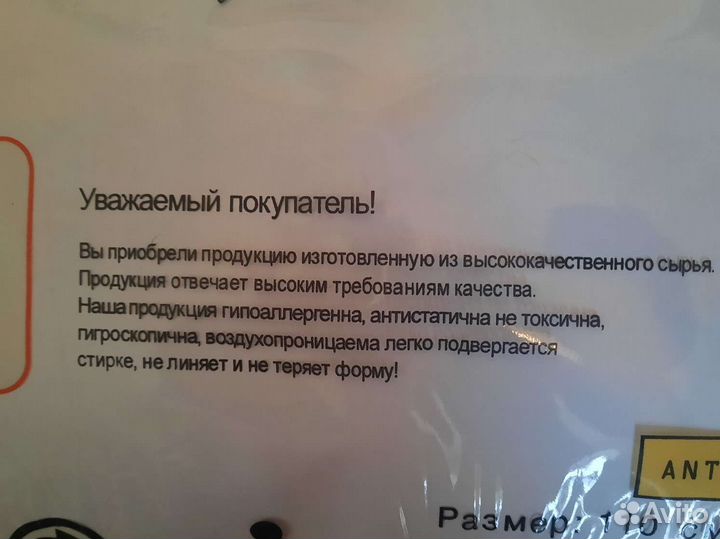 Уважаемый покупатель!
Вы приобрели продукцию изготовленную из высококачественного сырья.
Продукция отвечает высоким требованиям качества.
Наша продукция гипоаллергенна, антистатична не токсична,
гигроскопична, воздухопроницаема легко подвергается
стирке, не линяет и не теряет форму!
ANT
Размер: 110 с
Avito